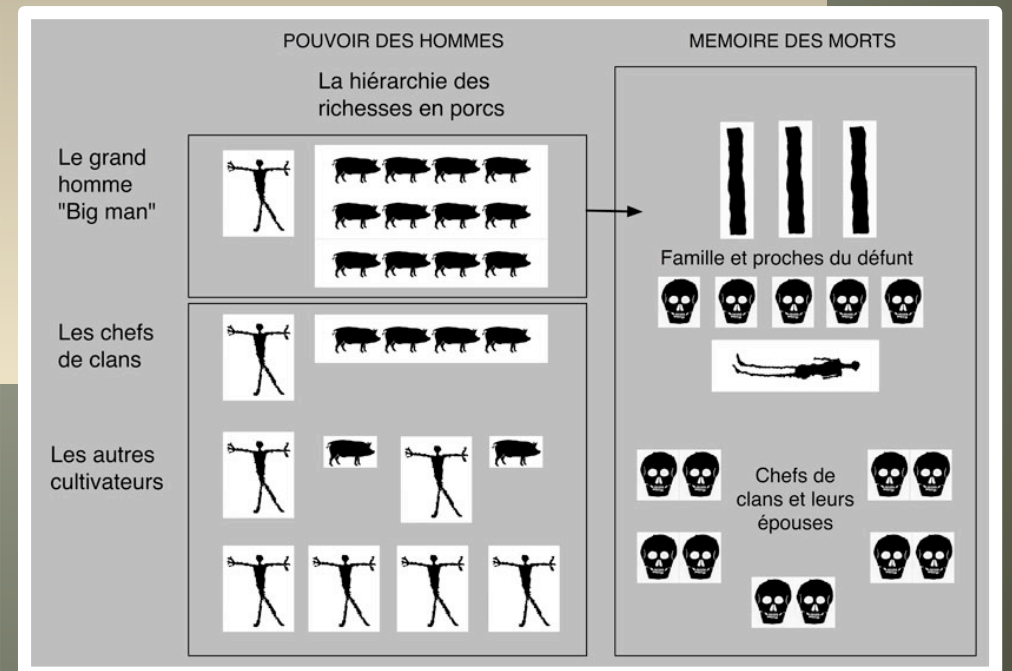 POUVOIR DES HOMMES
MEMOIRE DES MORTS
La hiérarchie des
richesses en porcs
Le grand
homme
"Big man"
Les chefs
de clans
Les autres
cultivateurs
Famille et proches du défunt
Chefs de
clans et leurs
épouses